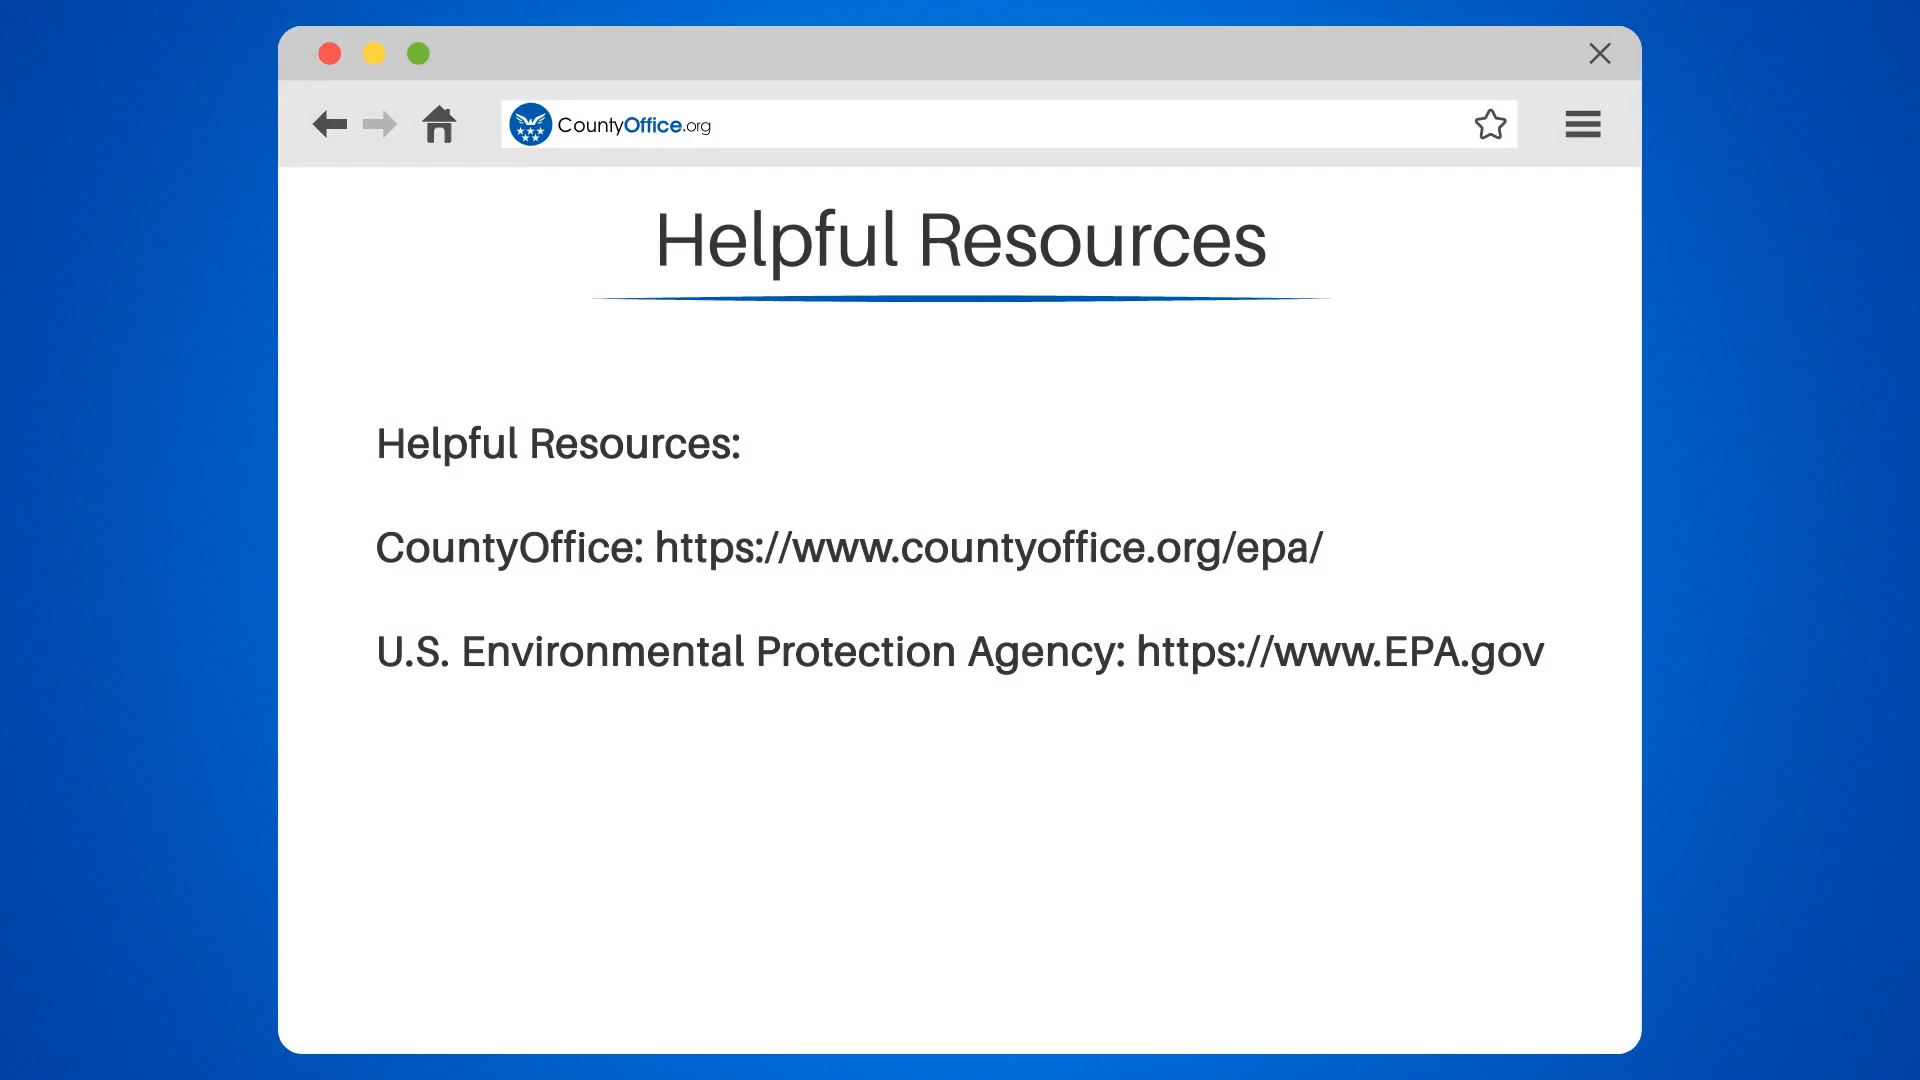 CountyOffice.org
Helpful Resources
Helpful Resources:
CountyOffice: https://www.countyoffice.org/epa/
U.S. Environmental Protection Agency: https://www.EPA.gov